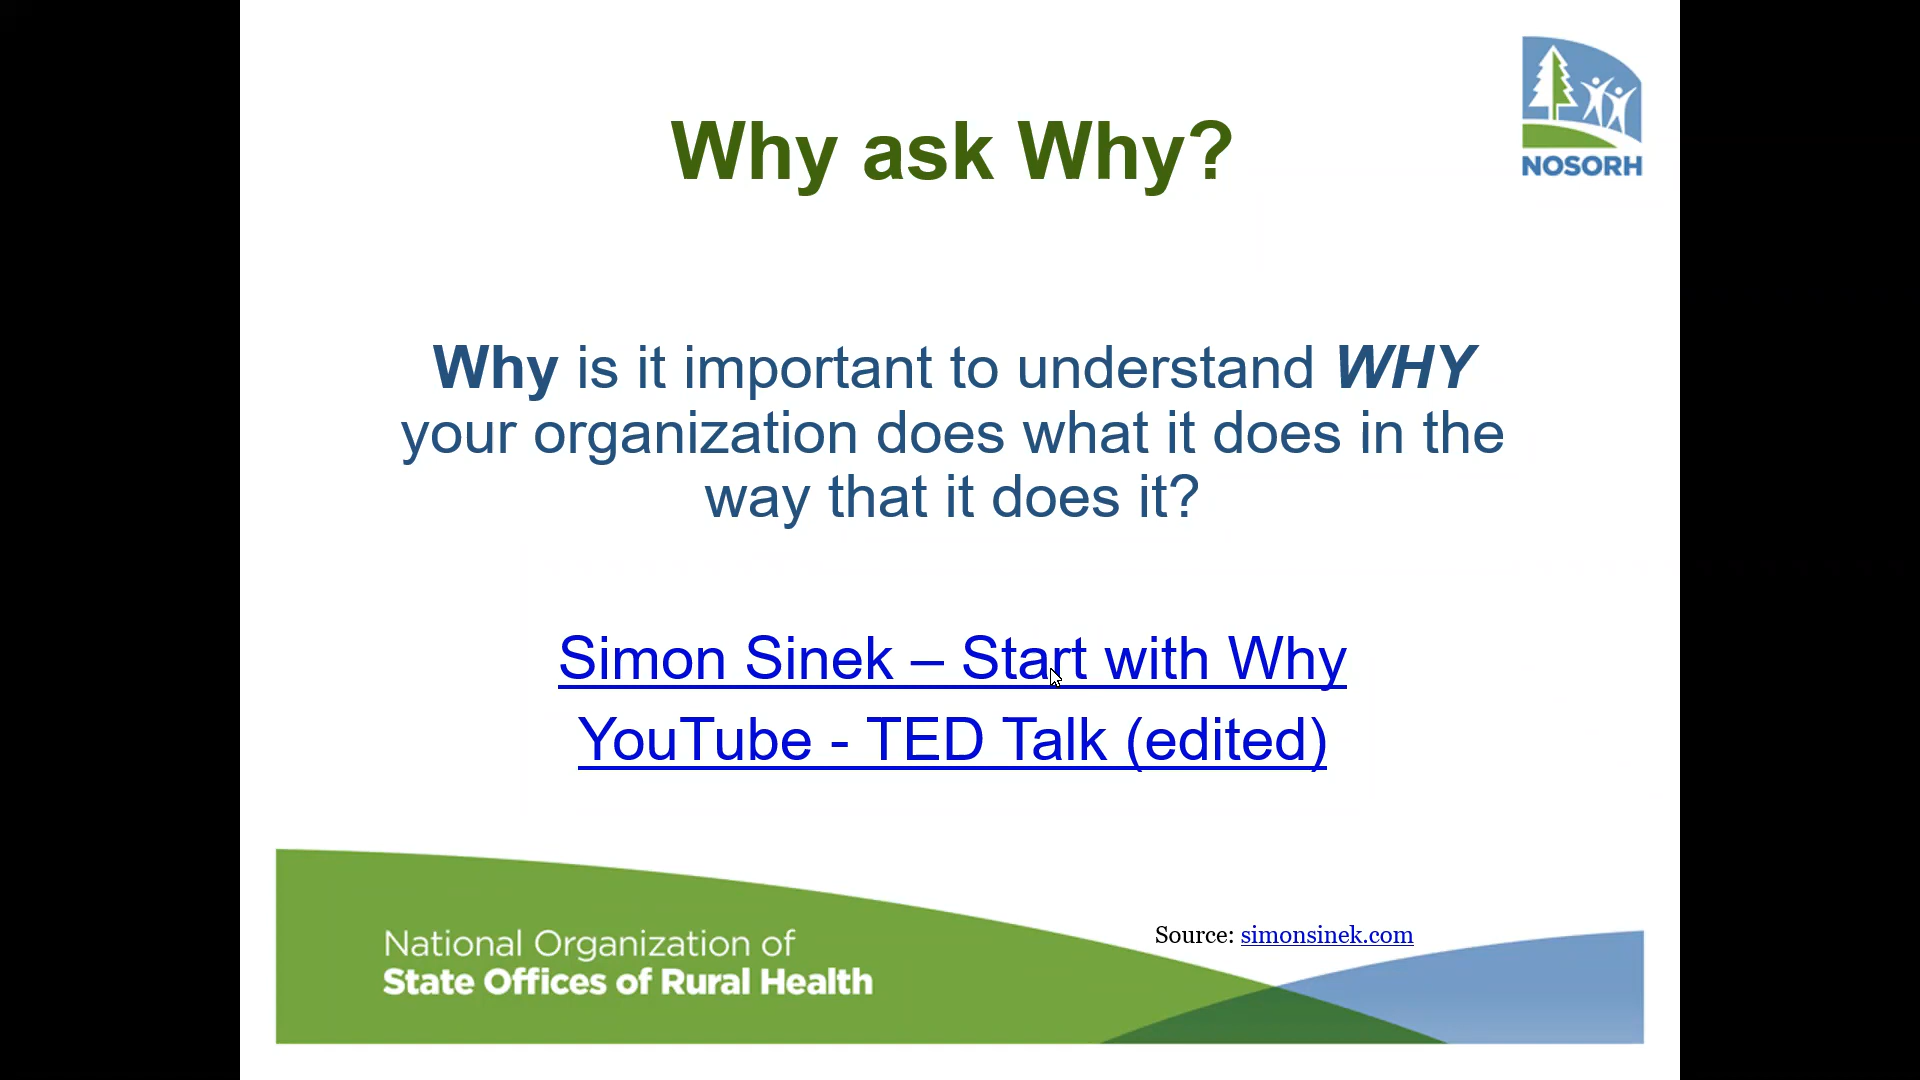 Why ask Why?
NOSORH
Why is it important to understand WHY
your organization does what it does in the
way that it does it?
Simon Sinek – Start with Why
YouTube - TED Talk (edited)
Source: simonsinek.com
National Organization of
State Offices of Rural Health